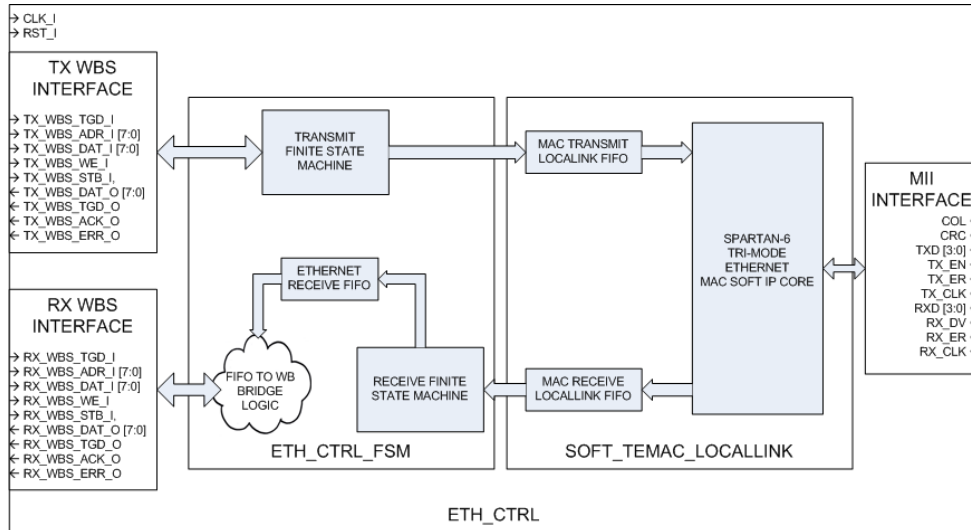 CLK_I
RST_I
TX WBS
INTERFACE
TX_WBS_TGD_I
TX_WBS_ADR_I [7:0]
TX_WBS_DAT_I [7:0]
TX_WBS_WE_I
TX_WBS_STB_I,
TX_WBS_DAT_O [7:0]
TX_WBS_TGD_O
TX_WBS_ACK_O
TX_WBS_ERR_O
RX WBS
INTERFACE
RX_WBS_TGD_I
RX_WBS_ADR_I [7:0]
RX_WBS_DAT_I [7:0]
RX_WBS_WE_I
RX_WBS_STB_I,
RX_WBS_DAT_O [7:0]
RX_WBS_TGD_O
RX_WBS_ACK_O
RX_WBS_ERR_O
TRANSMIT
FINITE STATE
MACHINE
ETHERNET
RECEIVE FIFO
FIFO TO WB
BRIDGE
LOGIC
RECEIVE FINITE
STATE MACHINE
ETH_CTRL_FSM
MAC TRANSMIT
LOCALINK FIFO
MAC RECEIVE
LOCALLINK FIFO
SPARTAN-6
TRI-MODE
ETHERNET
MAC SOFT IP CORE
SOFT_TEMAC_LOCALLINK
MII
INTERFACE
COL
CRC
TXD [3:0]
TX_EN
TX_ER
TX_CLK
RXD [3:0]
RX_DV
RX_ER
RX_CLK
ETH_CTRL